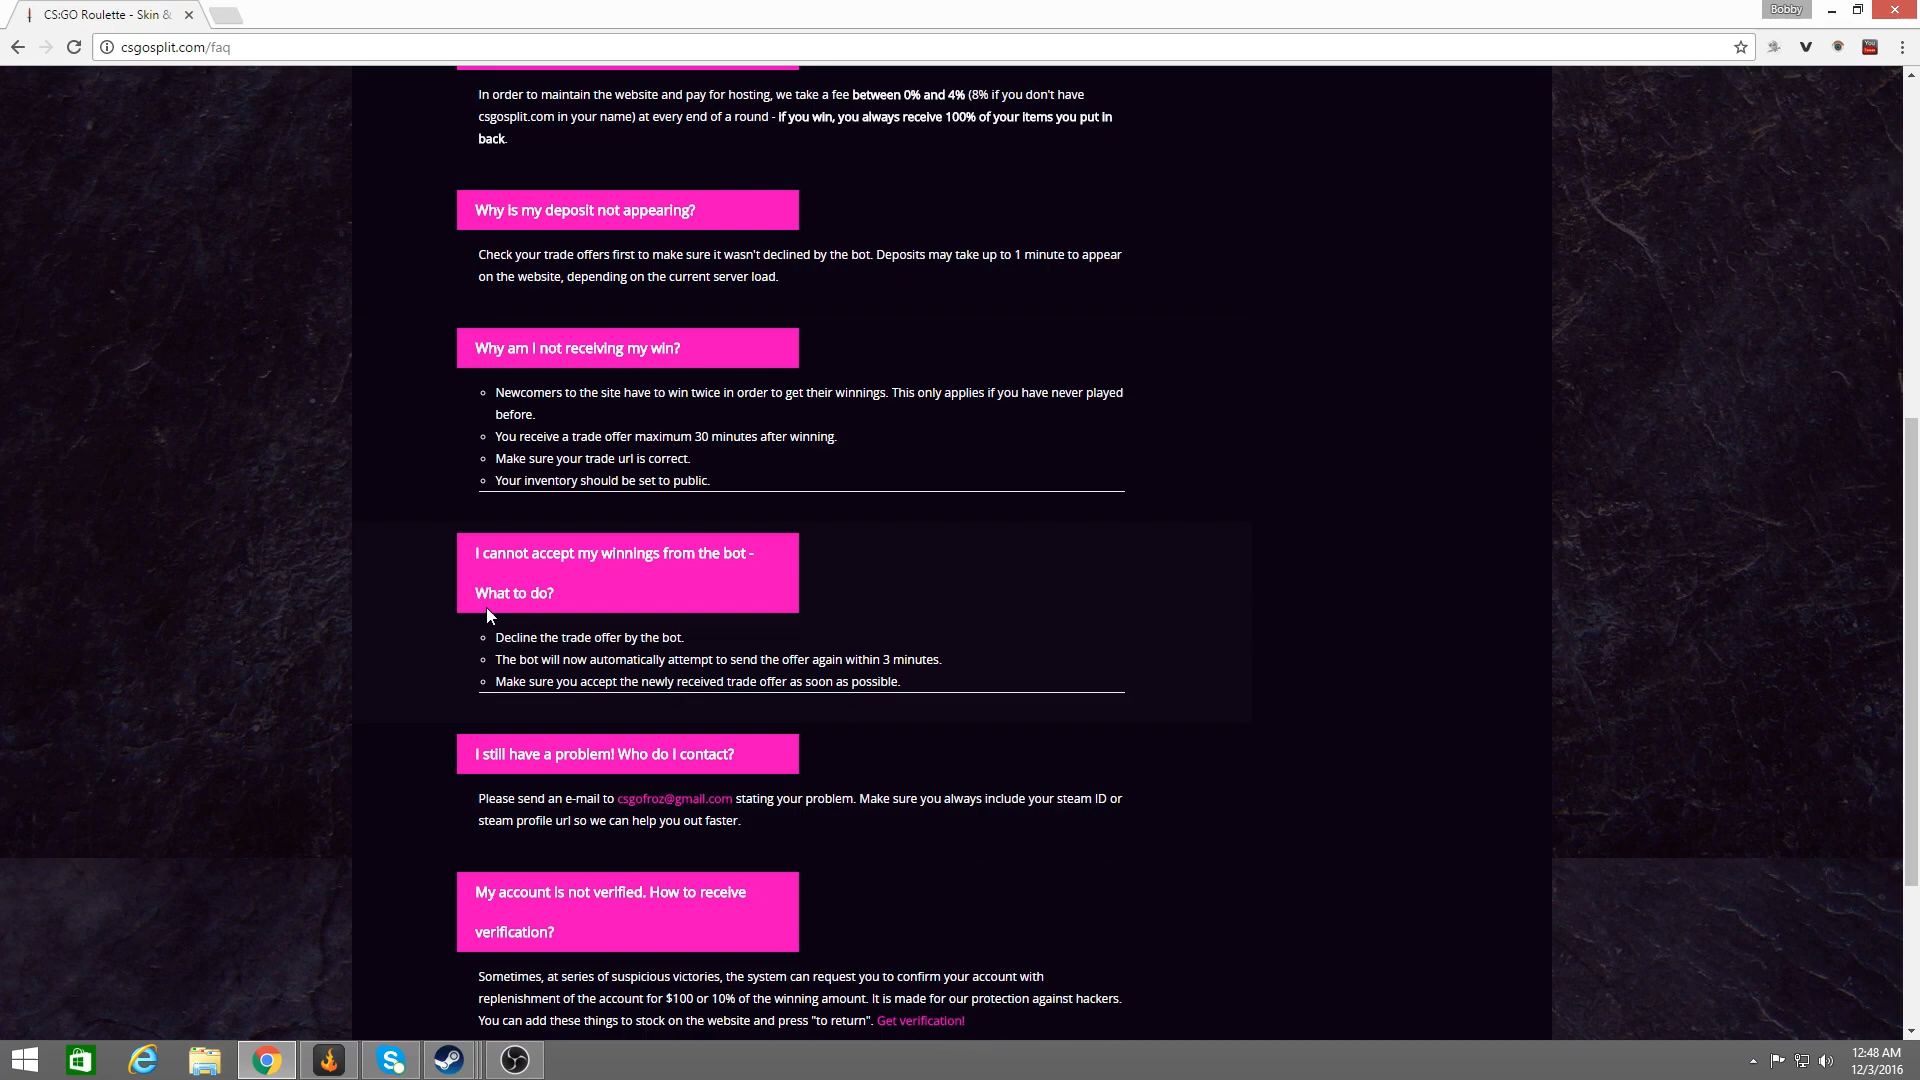 CS:GO Roulette - Skin &
Bobby
csgosplit.com/faq
In order to maintain the website and pay for hosting, we take a fee between 0% and 4% (8% if you don't have
csgosplit.com in your name) at every end of a round - if you win, you always receive 100% of your items you put in
back.
Why is my deposit not appearing?
Check your trade offers first to make sure it wasn't declined by the bot. Deposits may take up to 1 minute to appear
on the website, depending on the current server load.
Why am I not receiving my win?
Newcomers to the site have to win twice in order to get their winnings. This only applies if you have never played
before.
You receive a trade offer maximum 30 minutes after winning.
Make sure your trade url is correct.
Your inventory should be set to public.
I cannot accept my winnings from the bot -
What to do?
Decline the trade offer by the bot.
The bot will now automatically attempt to send the offer again within 3 minutes.
Make sure you accept the newly received trade offer as soon as possible.
I still have a problem! Who do I contact?
Please send an e-mail to csgofroz@gmail.com stating your problem. Make sure you always include your steam ID or
steam profile url so we can help you out faster.
My account is not verified. How to receive
verification?
Sometimes, at series of suspicious victories, the system can request you to confirm your account with
replenishment of the account for $100 or 10% of the winning amount. It is made for our protection against hackers.
You can add these things to stock on the website and press "to return". Get verification!
12:48 AM
12/3/2016